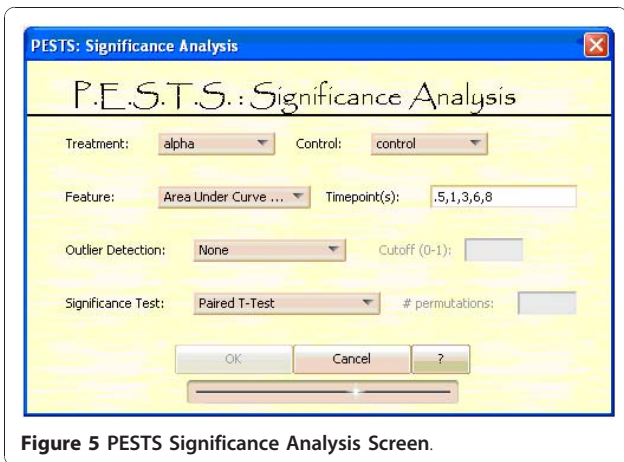 PESTS: Significance Analysis
P.E.S.T.S. : Significance Analysis
Treatment: alpha Control: control
Feature: Area Under Curve ... Timepoint(s): .5,1,3,6,8
Outlier Detection: None Cutoff (0-1):
Significance Test: Paired T-Test # permutations:
OK Cancel ?
Figure 5 PESTS Significance Analysis Screen.